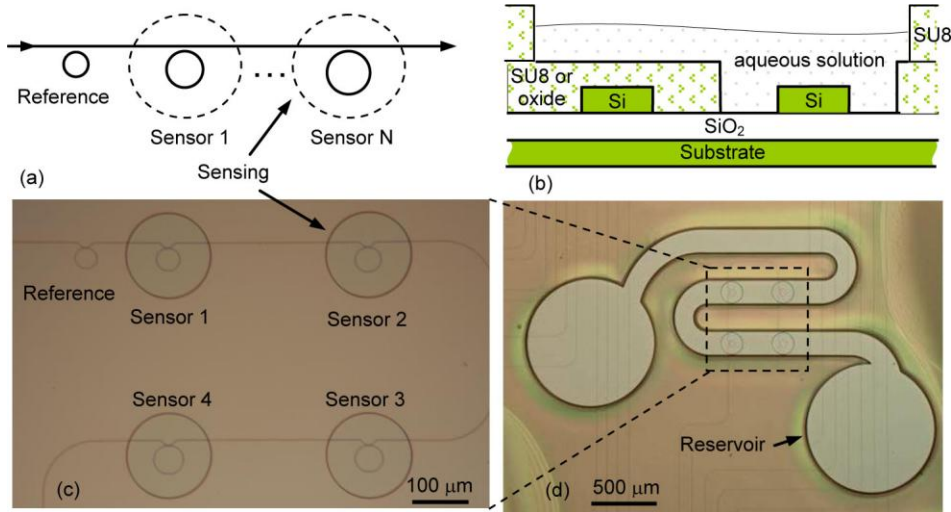 Reference
Sensor 1
Sensor N
(a)
Sensing
SU8
aqueous solution
SU8 or
oxide
Si
Si
SiO₂
Substrate
(b)
Reference
Sensor 1
Sensor 2
Sensor 4
Sensor 3
(c)
100 μm
Reservoir
500 μm
(d)